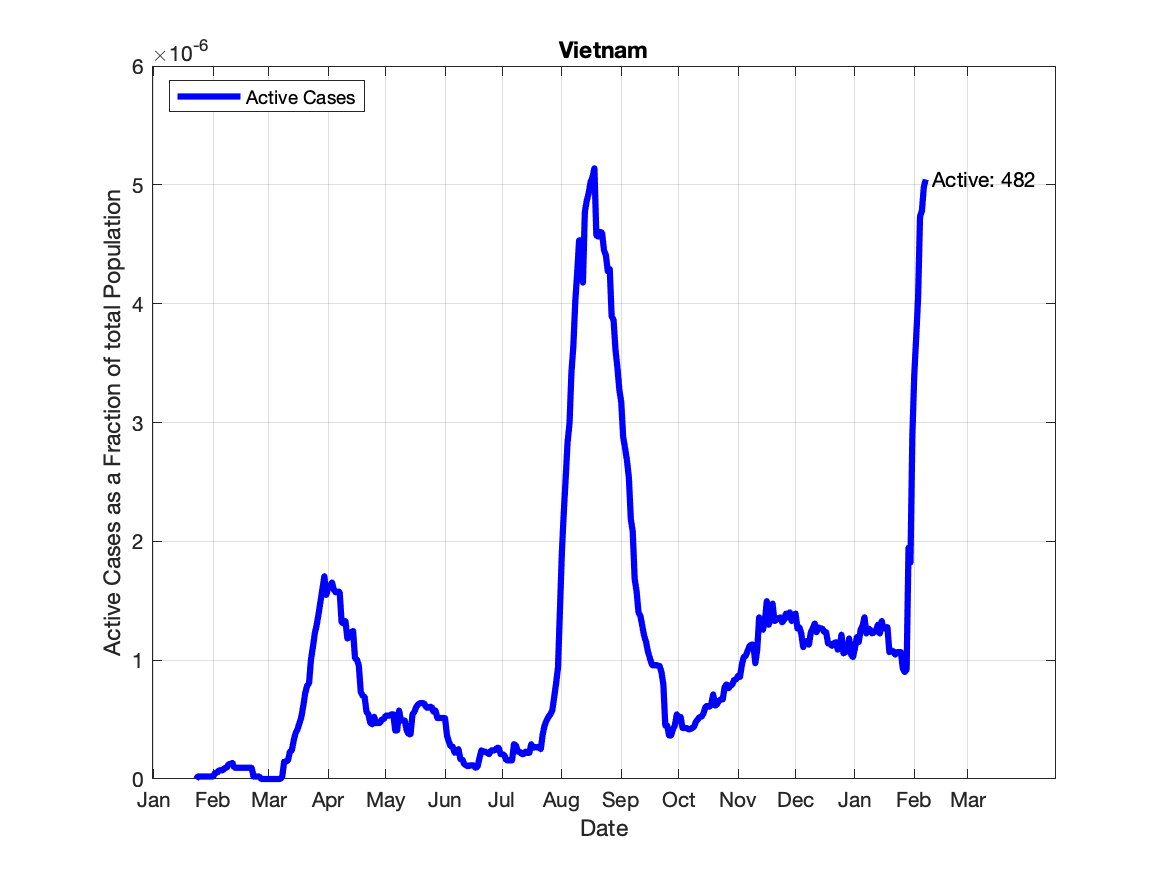 Vietnam
×10-6
Active Cases
6
5
4
3
2
1
0
Active Cases as a Fraction of total Population
Active: 482
Jan Feb Mar Apr May Jun Jul Aug Sep Oct Nov Dec Jan Feb Mar
Date